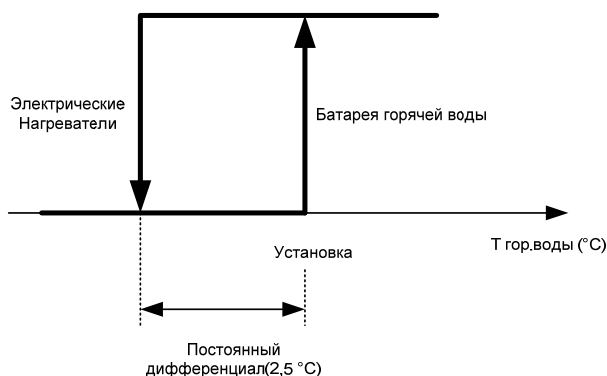 Электрические
Нагреватели
Батарея горячей воды
Т гор.воды (°C)
Установка
Постоянный
дифференциал(2,5 °C)